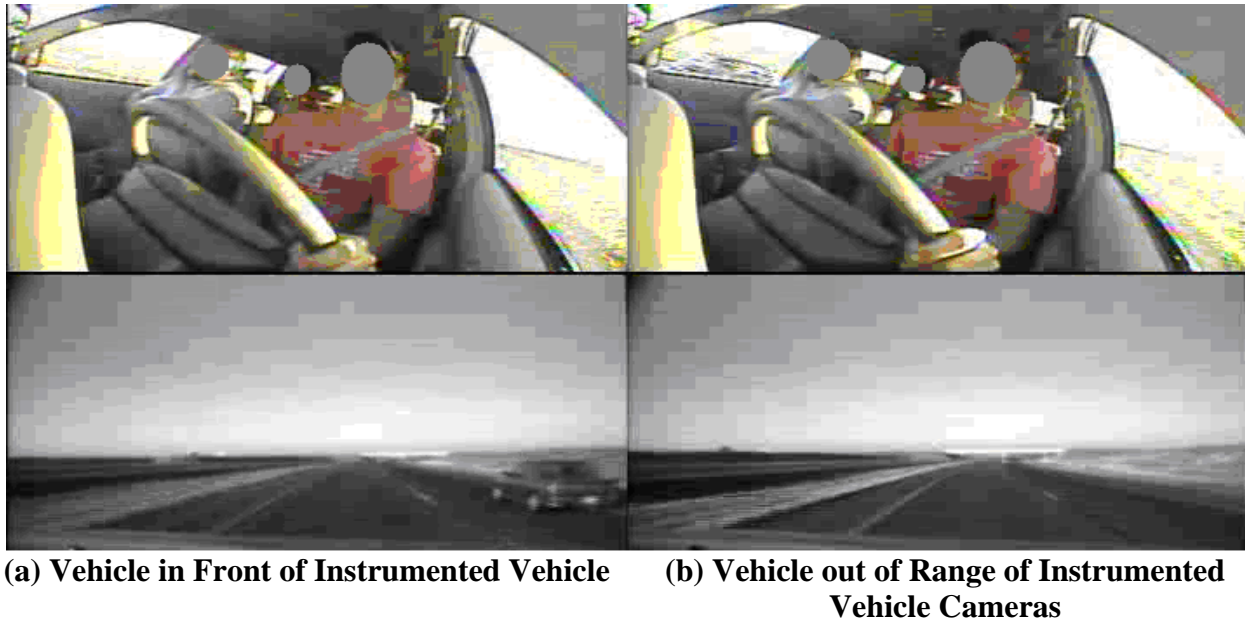 (a) Vehicle in Front of Instrumented Vehicle
(b) Vehicle out of Range of Instrumented
Vehicle Cameras